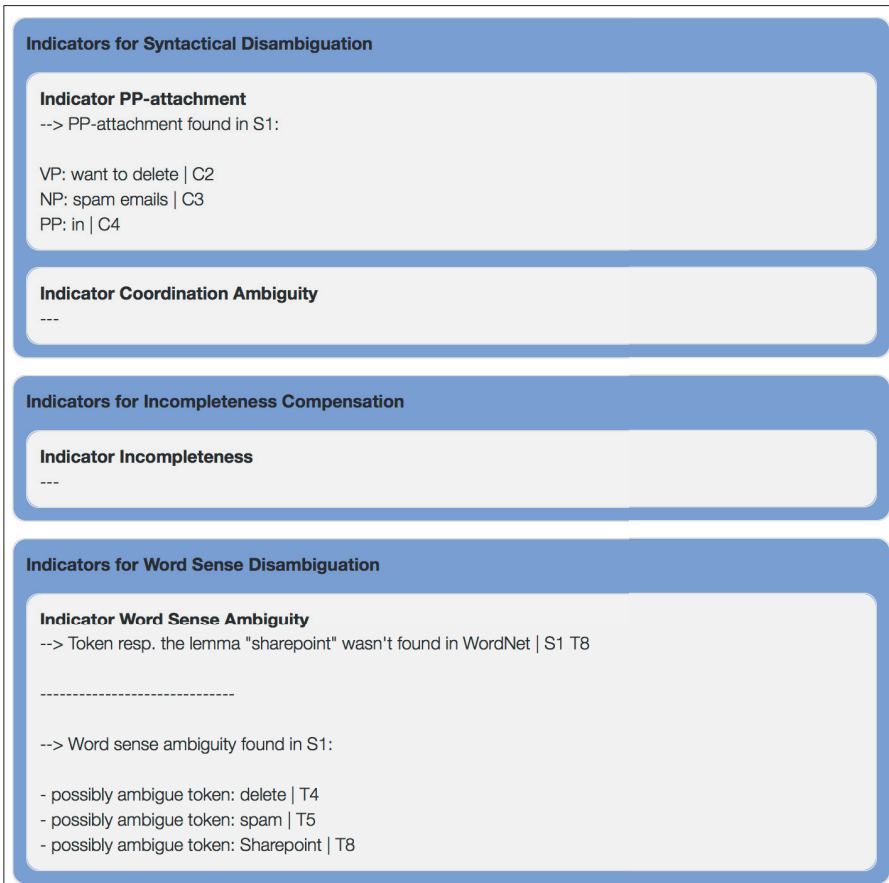 Indicators for Syntactical Disambiguation
Indicator PP-attachment
--> PP-attachment found in S1:
VP: want to delete | C2
NP: spam emails | C3
PP: in | C4
Indicator Coordination Ambiguity
---
Indicators for Incompleteness Compensation
Indicator Incompleteness
---
Indicators for Word Sense Disambiguation
Indicator Word Sense Ambiguity
--> Token resp. the lemma "sharepoint" wasn't found in WordNet | S1 T8
------------------------------
--> Word sense ambiguity found in S1:
- possibly ambigue token: delete | T4
- possibly ambigue token: spam | T5
- possibly ambigue token: Sharepoint | T8